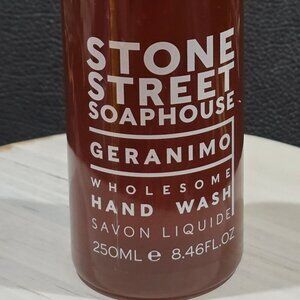 STONE
STREET
SOAPHOUSE
GERANIMO
WHOLESOME
HAND WASH
SAVON LIQUIDE
250ML ℮ 8.46FL.OZ